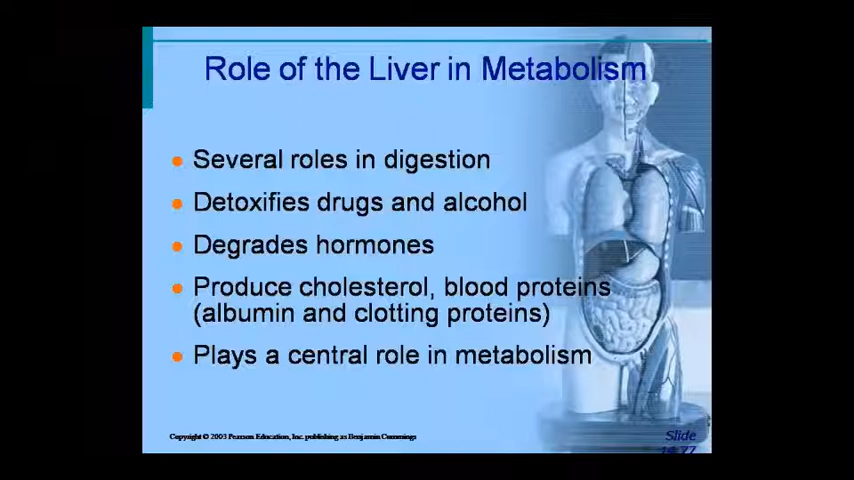 Role of the Liver in Metabolism
Several roles in digestion
Detoxifies drugs and alcohol
Degrades hormones
Produce cholesterol, blood proteins
(albumin and clotting proteins)
Plays a central role in metabolism
Copyright © 2003 Pearson Education, Inc. publishing as Benjamin Cummings
Slide
14.77